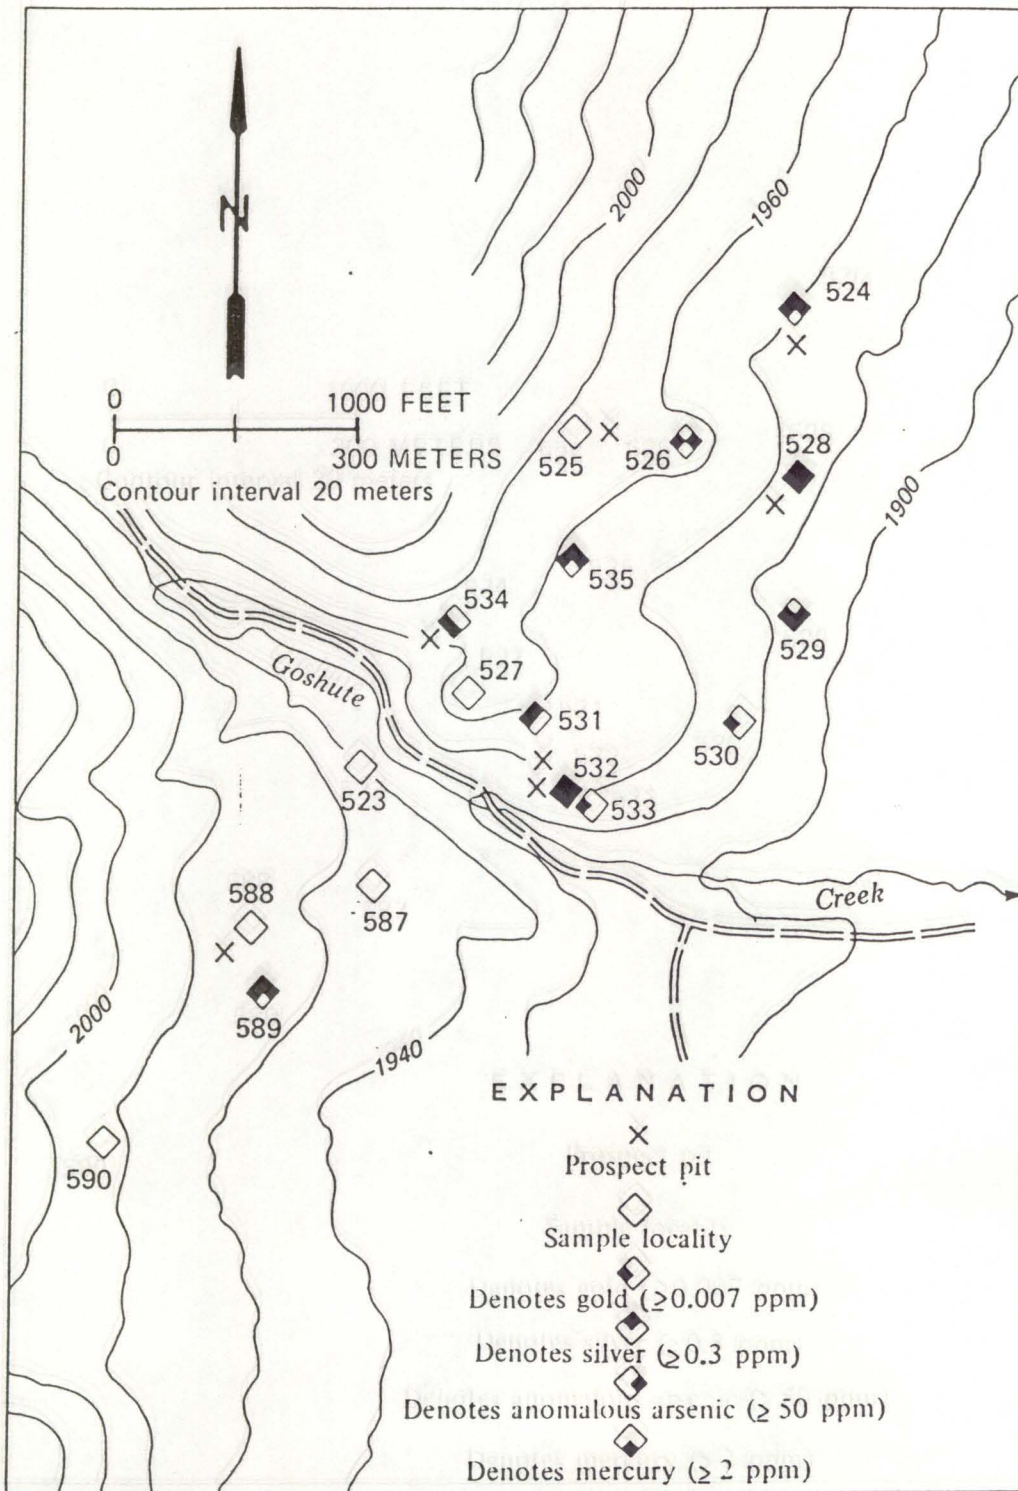 N
0 1000 FEET
0 300 METERS
Contour interval 20 meters
2000
1960
1900
524
525
526
528
535
534
529
527
531
530
Goshute
532
523
533
588
587
Creek
589
2000
1940
590
EXPLANATION
Prospect pit
Sample locality
Denotes gold (≥0.007 ppm)
Denotes silver (≥0.3 ppm)
Denotes anomalous arsenic (≥ 50 ppm)
Denotes mercury (≥ 2 ppm)